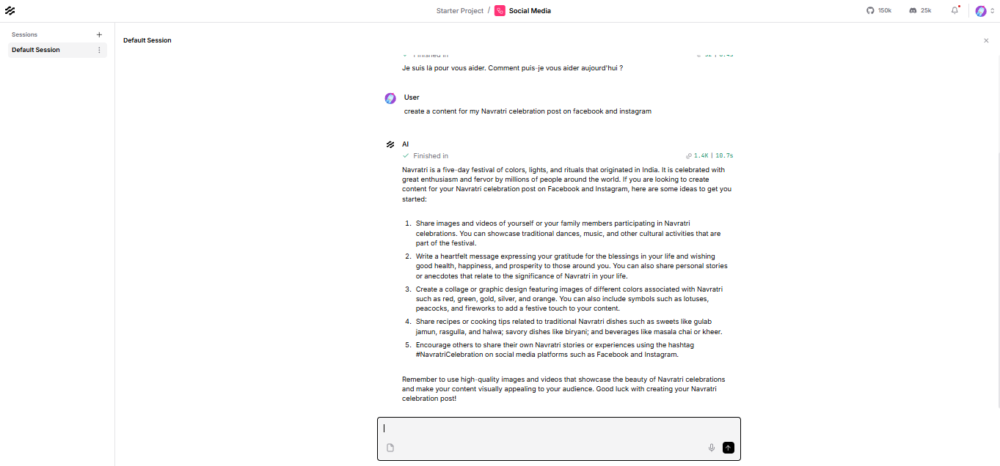 Starter Project / Social Media
150k
25k
Sessions
Default Session
Default Session
Finished in
Je suis là pour vous aider. Comment puis-je vous aider aujourd'hui ?
User
create a content for my Navratri celebration post on facebook and instagram
AI
Finished in
1.4K | 10.7s
Navratri is a five-day festival of colors, lights, and rituals that originated in India. It is celebrated with
great enthusiasm and fervor by millions of people around the world. If you are looking to create
content for your Navratri celebration post on Facebook and Instagram, here are some ideas to get you
started:
1. Share images and videos of yourself or your family members participating in Navratri
celebrations. You can showcase traditional dances, music, and other cultural activities that are
part of the festival.
2. Write a heartfelt message expressing your gratitude for the blessings in your life and wishing
good health, happiness, and prosperity to those around you. You can also share personal stories
or anecdotes that relate to the significance of Navratri in your life.
3. Create a collage or graphic design featuring images of different colors associated with Navratri
such as red, green, gold, silver, and orange. You can also include symbols such as lotuses,
peacocks, and fireworks to add a festive touch to your content.
4. Share recipes or cooking tips related to traditional Navratri dishes such as sweets like gulab
jamun, rasgulla, and halwa; savory dishes like biryani; and beverages like masala chai or kheer.
5. Encourage others to share their own Navratri stories or experiences using the hashtag
#NavratriCelebration on social media platforms such as Facebook and Instagram.
Remember to use high-quality images and videos that showcase the beauty of Navratri celebrations
and make your content visually appealing to your audience. Good luck with creating your Navratri
celebration post!